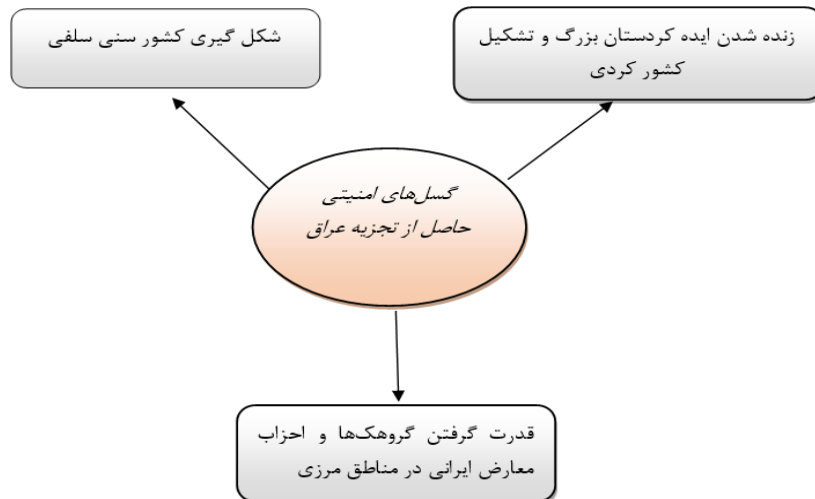 زنده شدن ایده کردستان بزرگ و تشکیل
کشور کردی
شکل گیری کشور سنی سلفی
گسل‌های امنیتی
حاصل از تجزیه عراق
قدرت گرفتن گروهک‌ها و احزاب
معارض ایرانی در مناطق مرزی